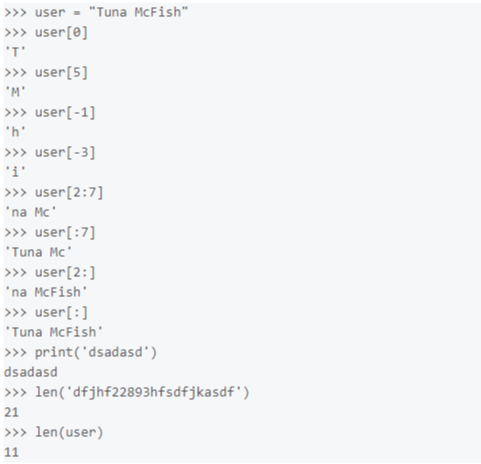 >>> user = "Tuna McFish"
>>> user[0]
'T'
>>> user[5]
'M'
>>> user[-1]
'h'
>>> user[-3]
'i'
>>> user[2:7]
'na Mc'
>>> user[:7]
'Tuna Mc'
>>> user[2:]
'na McFish'
>>> user[:]
'Tuna McFish'
>>> print('dsadasd')
dsadasd
>>> len('dfjhf22893hfsdfjkasdf')
21
>>> len(user)
11